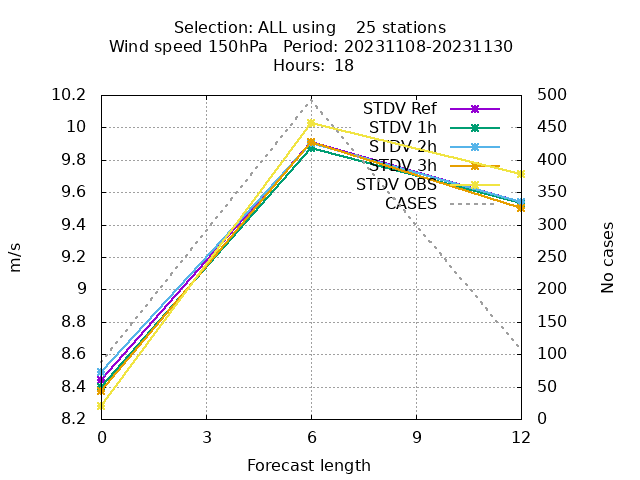 Selection: ALL using    25 stations
Wind speed 150hPa   Period: 20231108-20231130
Hours:  18
10.2
10
9.8
9.6
9.4
9.2
9
8.8
8.6
8.4
8.2
m/s
STDV Ref
STDV 1h
STDV 2h
STDV 3h
STDV OBS
CASES
500
450
400
350
300
250
200
150
100
50
0
No cases
0 3 6 9 12
Forecast length